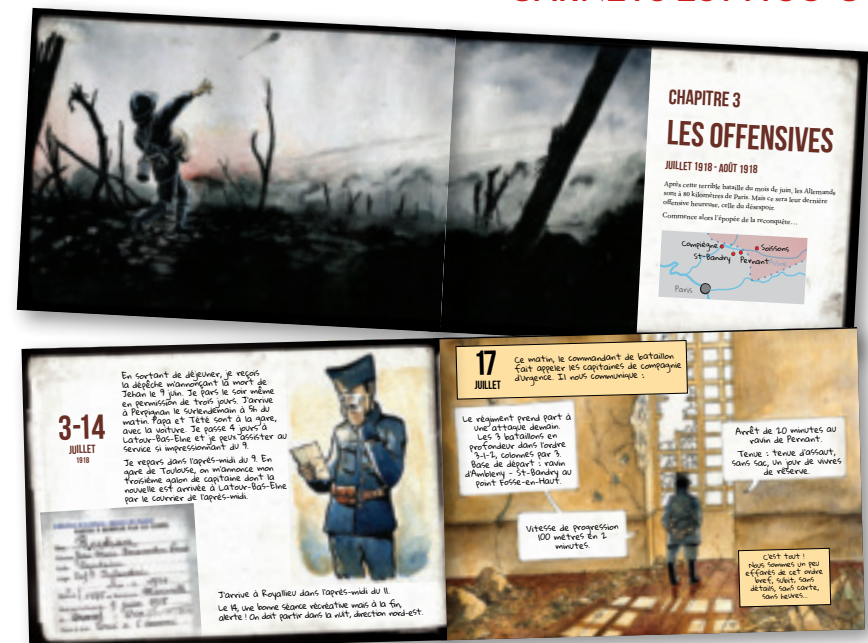 CHAPITRE 3
LES OFFENSIVES
JUILLET 1918 - AOÛT 1918
Après cette terrible bataille du mois de juin, les Allemands
sont à 80 kilomètres de Paris. Mais ce sera leur dernière
offensive heureuse, celle du désespoir.
Commence alors l'épopée de la reconquête...
Compiègne
Soissons
St-Bandry
Pernant
Paris
3-14
JUILLET
1918
En sortant de déjeuner, je reçois
la dépêche m'annonçant la mort de
Jehan le 9 juin. Je pars le soir même
en permission de trois jours. J'arrive
à Perpignan le surlendemain à 5h du
matin. Papa et Tété sont à la gare,
avec la voiture. Je passe 4 jours à
Latour-Bas-Elne et je peux assister au
service si impressionnant du 9.
Je repars dans l'après-midi du 9. En
gare de Toulouse, on m'annonce mon
troisième galon de capitaine dont la
nouvelle est arrivée à Latour-Bas-Elne
par le courrier de l'après-midi.
J'arrive à Royallieu dans l'après-midi du 11.
Le 14, une bonne séance récréative mais à la fin,
alerte ! On doit partir dans la nuit, direction nord-est.
17
JUILLET
Ce matin, le commandant de bataillon
fait appeler les capitaines de compagnie
d'urgence. Il nous communique :
Le régiment prend part à
une attaque demain.
Les 3 bataillons en
profondeur dans l'ordre
3-1-2, colonnes par 3.
Base de départ : ravin
d'Ambleny - St-Bandry au
point Fosse-en-Haut.
Vitesse de progression
100 mètres en 2
minutes.
Arrêt de 20 minutes au
ravin de Pernant.
Tenue : tenue d'assaut,
sans sac, un jour de vivres
de réserve.
C'est tout !
Nous sommes un peu
effarés de cet ordre
bref, subit, sans
détails, sans carte,
sans heures...